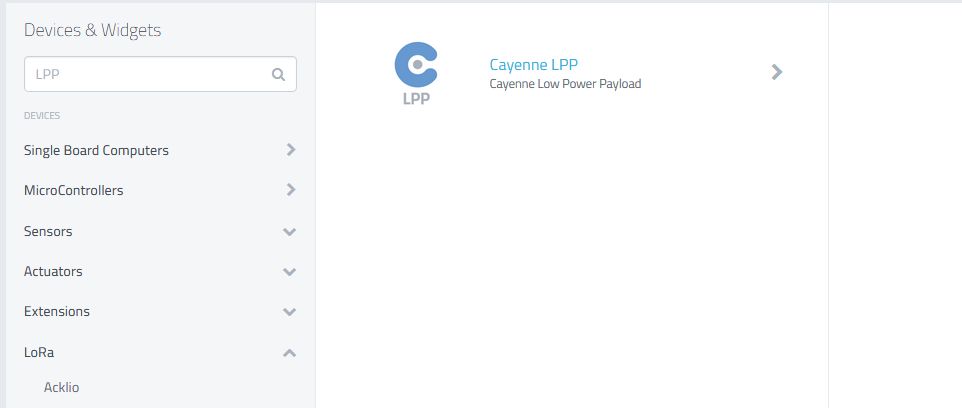 Devices & Widgets
LPP
DEVICES
Single Board Computers
MicroControllers
Sensors
Actuators
Extensions
LoRa
Acklio
LPP
Cayenne LPP
Cayenne Low Power Payload